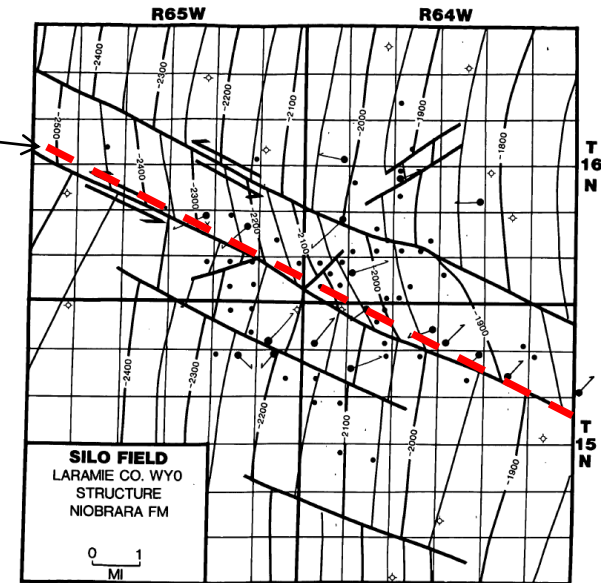 R65W
R64W
-2400
-2300
-2200
-2100
-2000
-1900
-1800
-2500
-2400
-2300
-2200
-2100
-2000
-1900
T
16
N
-2400
-2300
-2200
2100
-2000
-1900
T
15
N
SILO FIELD
LARAMIE CO. WYO
STRUCTURE
NIOBRARA FM
0 1
MI